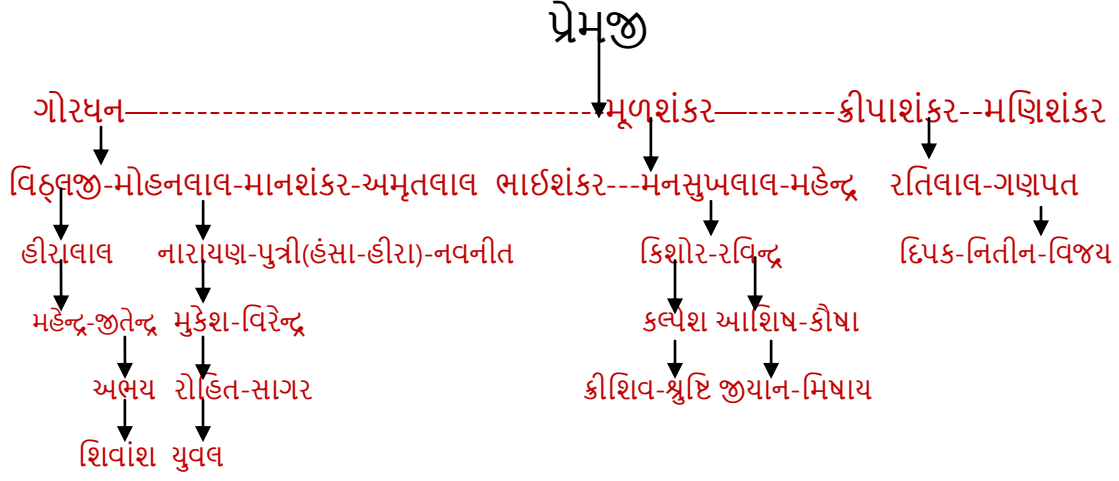 પ્રેમજી
ગોરધન—---------------------------------------મૂળશંકર—-------ક્રીપાશંકર--મણિશંકર
વિઠ્લજી-મોહનલાલ-માનશંકર-અમૃતલાલ ભાઈશંકર---મનસુખલાલ-મહેન્દ્ર રતિલાલ-ગણપત
હીરાલાલ નારાયણ-પુત્રી(હંસા-હીરા)-નવનીત કિશોર-રવિન્દ્ર દિપક-નિતીન-વિજય
મહેન્દ્ર-જીતેન્દ્ર મુકેશ-વિરેન્દ્ર કલ્પેશ આશિષ-કૌષા
અભય રોહિત-સાગર ક્રીશિવ-શ્રુષ્ટિ જીયાન-મિષાય
શિવાંશ યુવલ